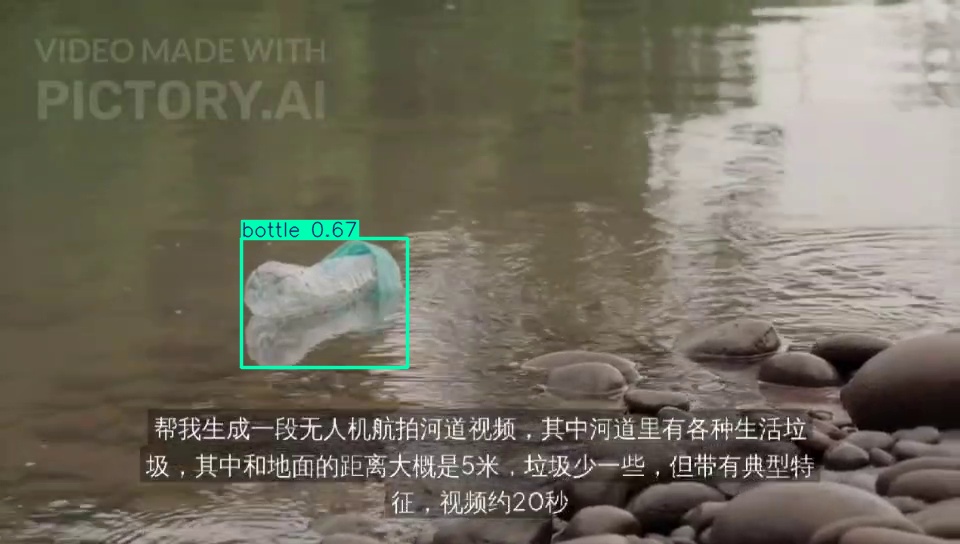 VIDEO MADE WITH
PICTORY.AI
bottle 0.67
帮我生成一段无人机航拍河道视频，其中河道里有各种生活垃
圾，其中和地面的距离大概是5米，垃圾少一些，但带有典型特
征，视频约20秒